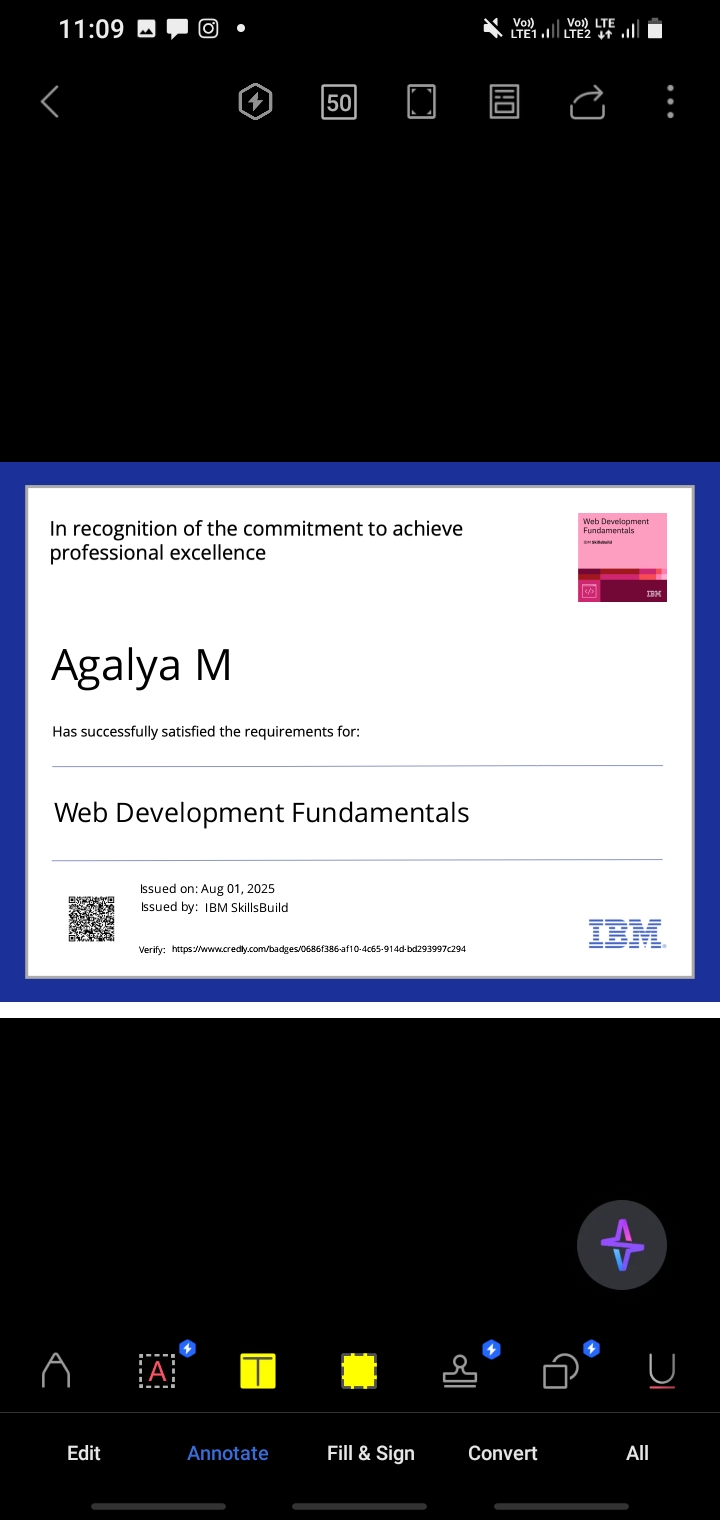 11:09
Vo)) LTE1 Vo)) LTE2 LTE
50
In recognition of the commitment to achieve
professional excellence
Web Development
Fundamentals
IBM SkillsBuild
</>
IBM
Agalya M
Has successfully satisfied the requirements for:
Web Development Fundamentals
Issued on: Aug 01, 2025
Issued by: IBM SkillsBuild
Verify: https://www.credly.com/badges/0686f386-af10-4c65-914d-bd293997c294
IBM.
A T U
Edit Annotate Fill & Sign Convert All